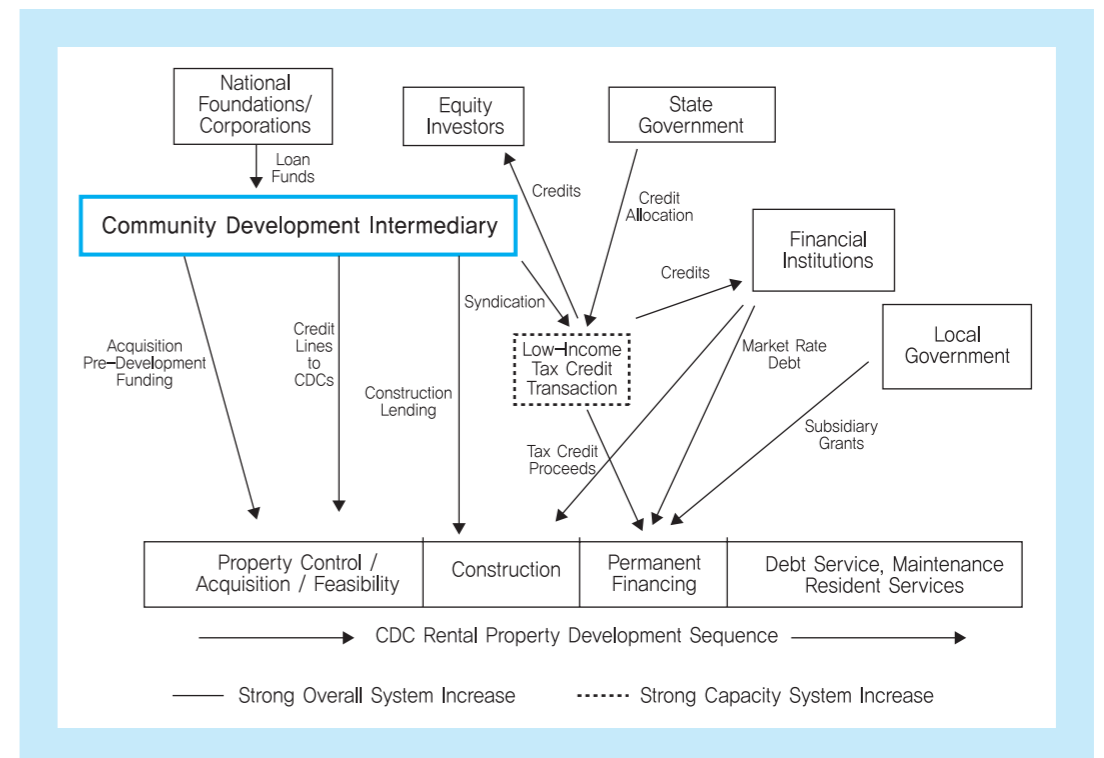 National
Foundations/
Corporations
Equity
Investors
State
Government
Loan
Funds
Credits
Credit
Allocation
Community Development Intermediary
Financial
Institutions
Credits
Syndication
Acquisition
Pre-Development
Funding
Credit
Lines
to
CDCs
Construction
Lending
Low-Income
Tax Credit
Transaction
Market Rate
Debt
Local
Government
Tax Credit
Proceeds
Subsidiary
Grants
Property Control /
Acquisition / Feasibility
Construction
Permanent
Financing
Debt Service, Maintenance
Resident Services
CDC Rental Property Development Sequence
Strong Overall System Increase
Strong Capacity System Increase